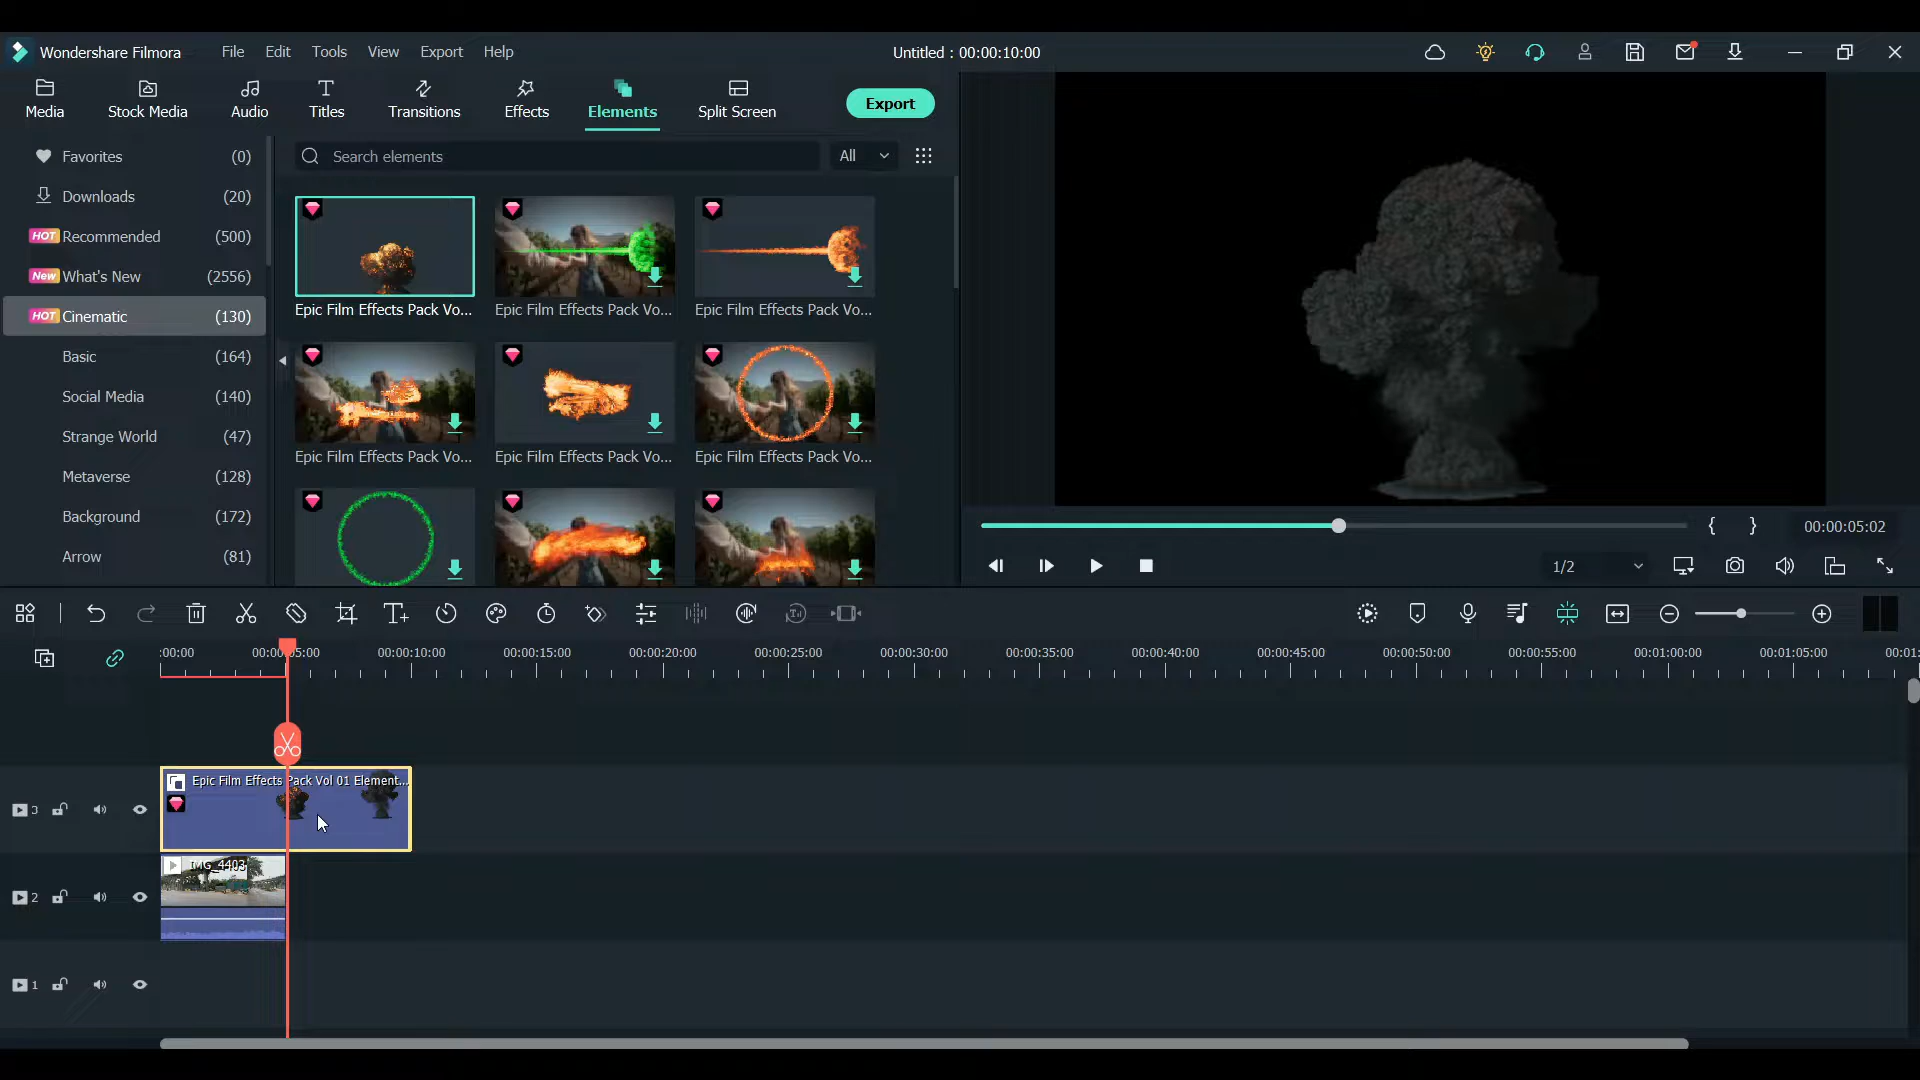 Wondershare Filmora File Edit Tools View Export Help Untitled : 00:00:10:00
Media Stock Media Audio Titles Transitions Effects Elements Split Screen Export
Favorites (0)
Downloads (20)
HOT Recommended (500)
New What's New (2556)
HOT Cinematic (130)
Basic (164)
Social Media (140)
Strange World (47)
Metaverse (128)
Background (172)
Arrow (81)
Search elements All
Epic Film Effects Pack Vo... Epic Film Effects Pack Vo... Epic Film Effects Pack Vo...
Epic Film Effects Pack Vo... Epic Film Effects Pack Vo... Epic Film Effects Pack Vo...
{ } 00:00:05:02
1/2
:00:00 00:00:05:00 00:00:10:00 00:00:15:00 00:00:20:00 00:00:25:00 00:00:30:00 00:00:35:00 00:00:40:00 00:00:45:00 00:00:50:00 00:00:55:00 00:01:00:00 00:01:05:00 00:01:
Epic Film Effects Pack Vol 01 Element...
3
IMG_4403
2
1